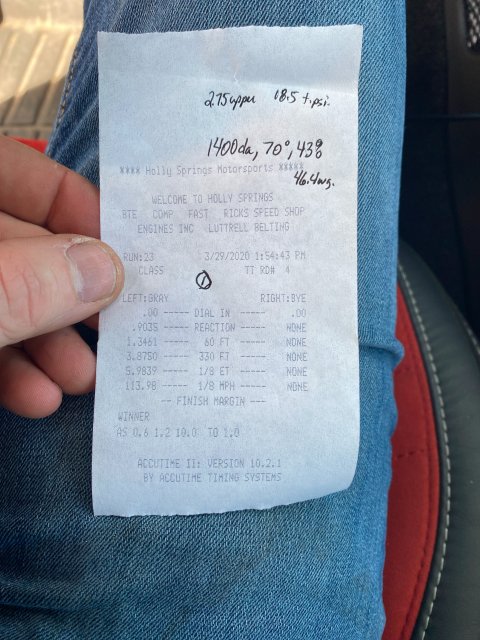 2.75 upper 18.5 t.psi.
1400da, 70°, 43%
**** Holly Springs Motorsports *****
46.4wg.
WELCOME TO HOLLY SPRINGS
BTE COMP FAST RICKS SPEED SHOP
ENGINES INC LUTTRELL BELTING
RUN:23 3/29/2020 1:54:43 PM
CLASS TT RD# 4
1
LEFT:GRAY RIGHT:BYE
.00 ----- DIAL IN ----- .00
.9035 ----- REACTION ----- NONE
1.3461 ----- 60 FT ----- NONE
3.8750 ----- 330 FT ----- NONE
5.9839 ----- 1/8 ET ----- NONE
113.98 ----- 1/8 MPH ----- NONE
-- FINISH MARGIN ---
WINNER
AS 0.6 1.2 10.0 TO 1.0
ACCUTIME II: VERSION 10.2.1
BY ACCUTIME TIMING SYSTEMS